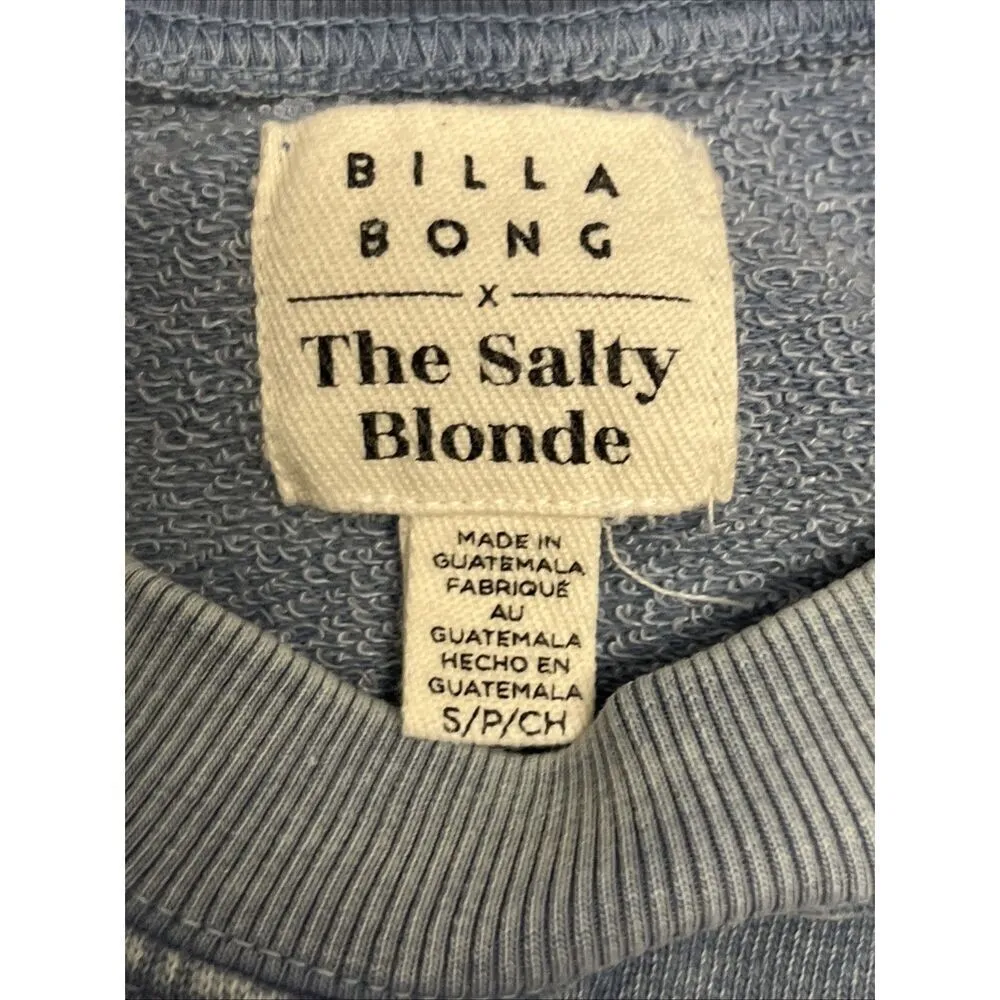 BILLA
BONG
X
The Salty
Blonde
MADE IN
GUATEMALA
FABRIQUÉ
AU
GUATEMALA
HECHO EN
GUATEMALA
S/P/CH